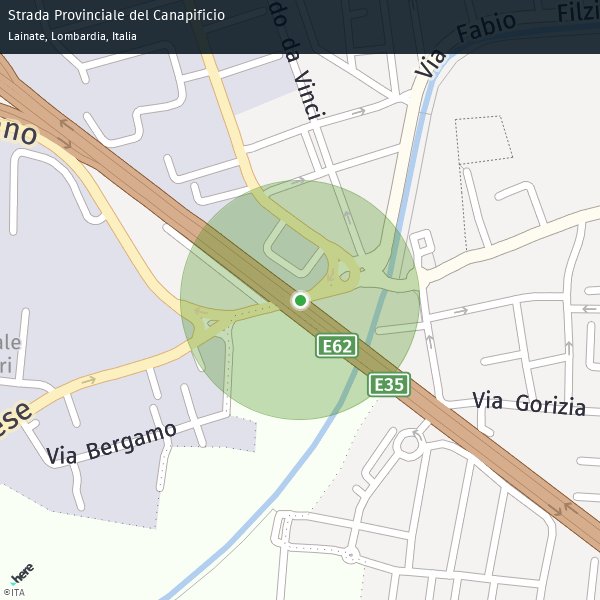 Strada Provinciale del Canapificio
Lainate, Lombardia, Italia
do da Vinci
Via Fabio Filzi
no
ale
ri
E62
E35
ese
Via Bergamo
Via Gorizia
here
©ITA